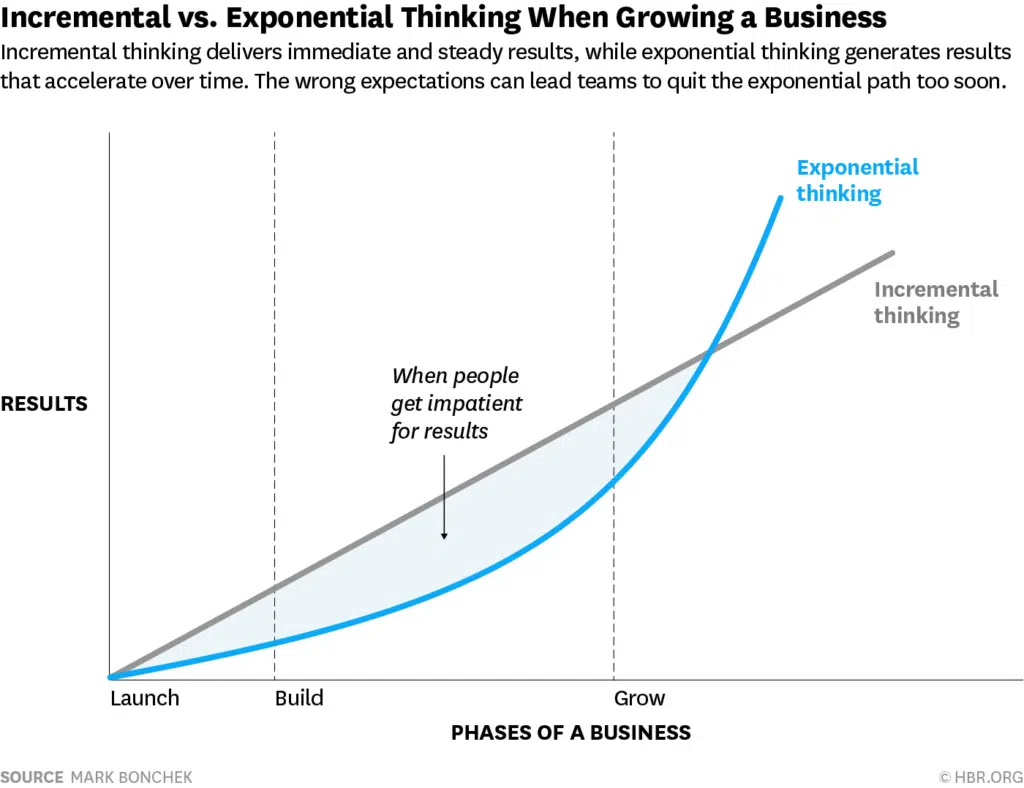 Incremental vs. Exponential Thinking When Growing a Business
Incremental thinking delivers immediate and steady results, while exponential thinking generates results
that accelerate over time. The wrong expectations can lead teams to quit the exponential path too soon.
Exponential
thinking
Incremental
thinking
When people
get impatient
for results
RESULTS
Launch
Build
Grow
PHASES OF A BUSINESS
SOURCE MARK BONCHEK
© HBR.ORG